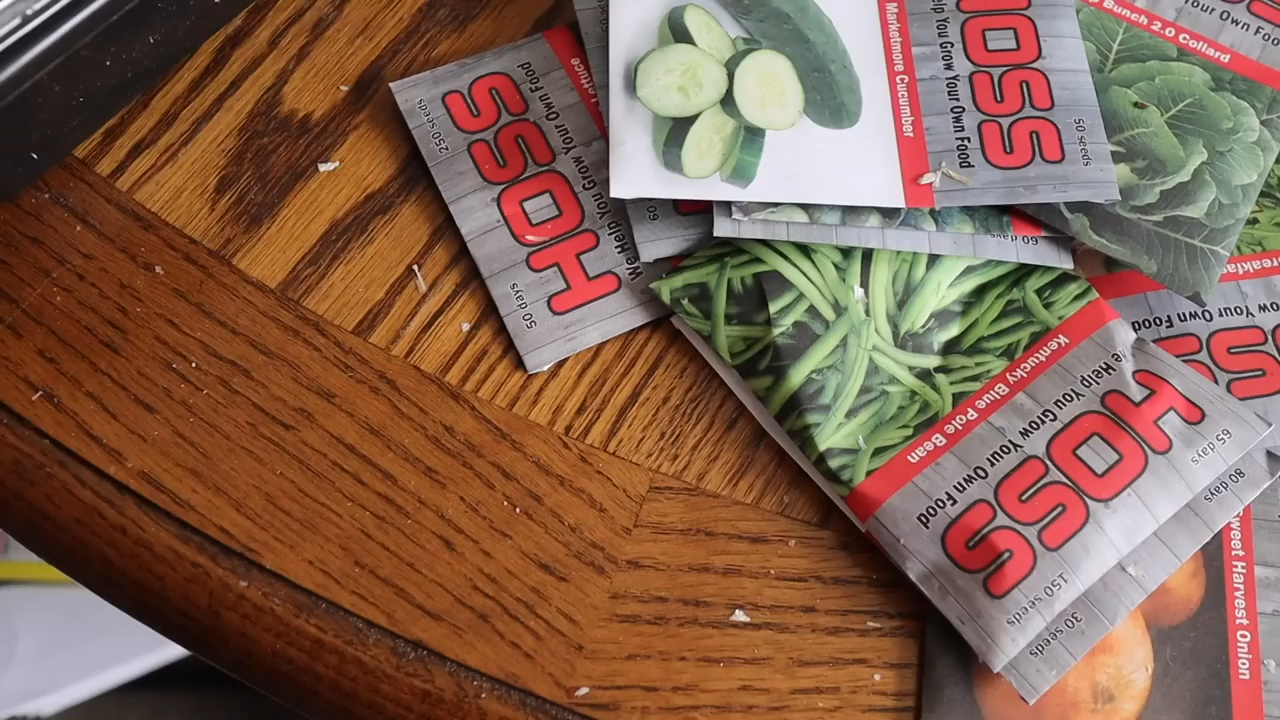 250 seeds
HOSS
We Help You Grow Your Own Food
Lettuce
50 days
Marketmore Cucumber
Help You Grow Your Own Food
HOSS
50 seeds
Bunch 2.0 Collard
Your Own
60
60 days
Kentucky Blue Pole Bean
We Help You Grow Your Own Food
HOSS
65 days
150 seeds
80 days
30 seeds
Breakfast
Your Own Food
OSS
Sweet Harvest Onion